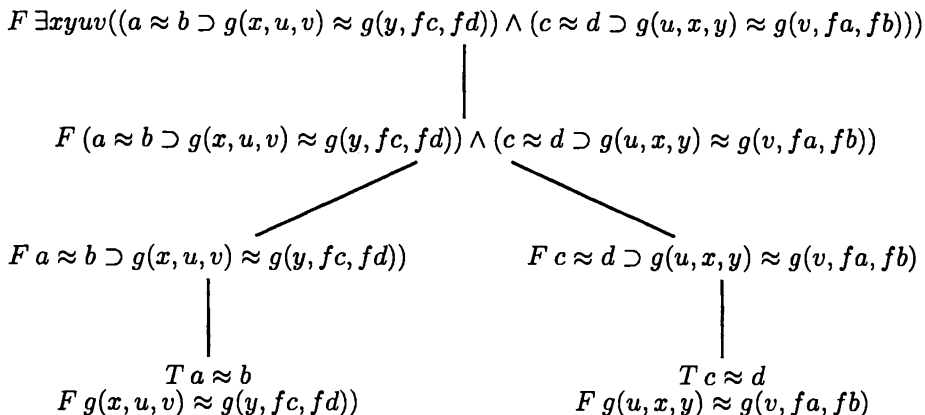 F ∃xyuv((a ≈ b ⊃ g(x, u, v) ≈ g(y, fc, fd)) ∧ (c ≈ d ⊃ g(u, x, y) ≈ g(v, fa, fb)))
F (a ≈ b ⊃ g(x, u, v) ≈ g(y, fc, fd)) ∧ (c ≈ d ⊃ g(u, x, y) ≈ g(v, fa, fb))
F a ≈ b ⊃ g(x, u, v) ≈ g(y, fc, fd))
F c ≈ d ⊃ g(u, x, y) ≈ g(v, fa, fb)
T a ≈ b
F g(x, u, v) ≈ g(y, fc, fd))
T c ≈ d
F g(u, x, y) ≈ g(v, fa, fb)